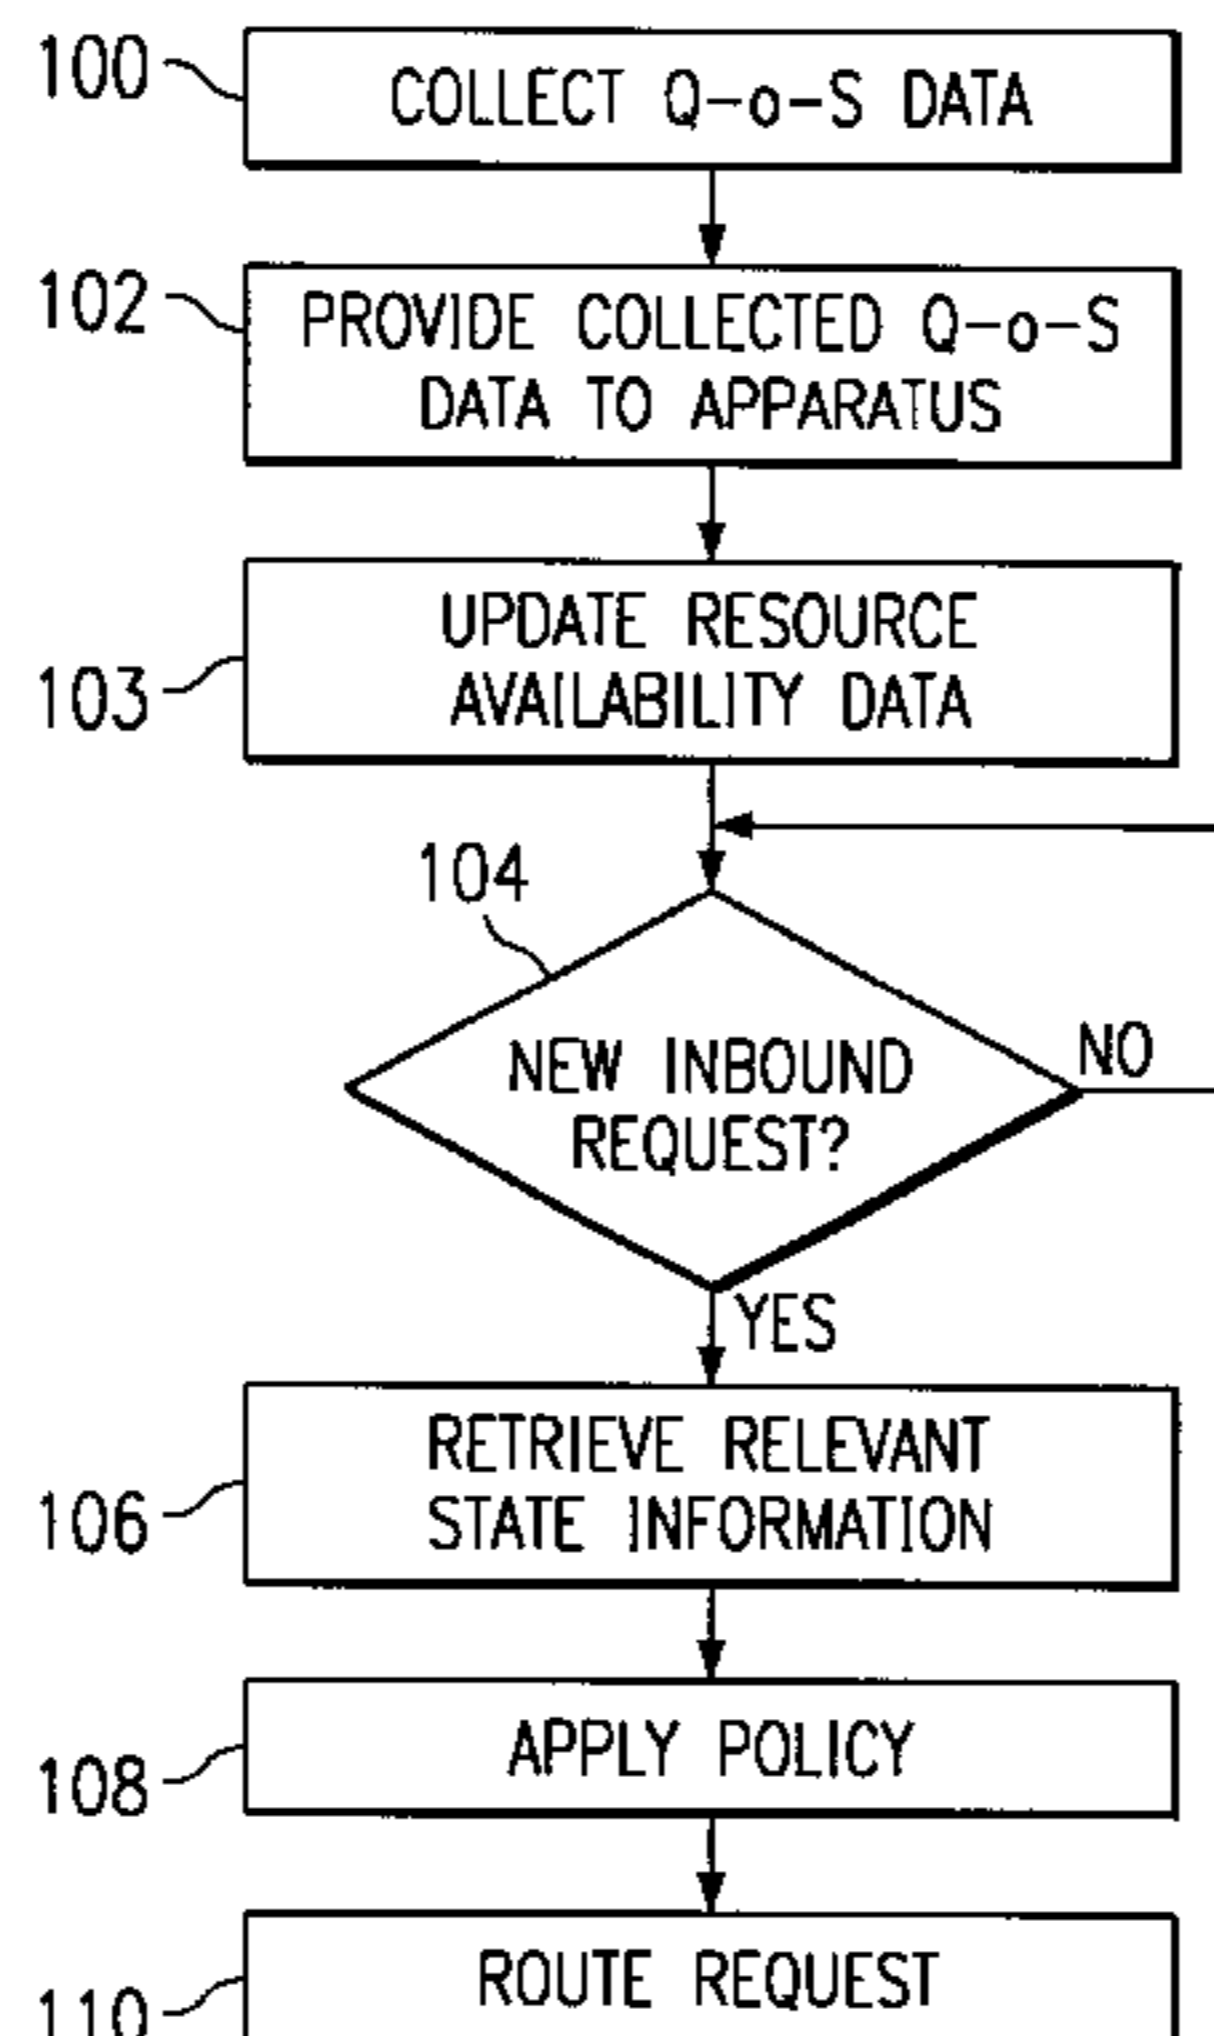 100
COLLECT Q-o-S DATA
102
PROVIDE COLLECTED Q-o-S
DATA TO APPARATUS
UPDATE RESOURCE
AVAILABILITY DATA
103
104
NEW INBOUND
REQUEST?
NO
YES
RETRIEVE RELEVANT
STATE INFORMATION
106
APPLY POLICY
108
ROUTE REQUEST
110